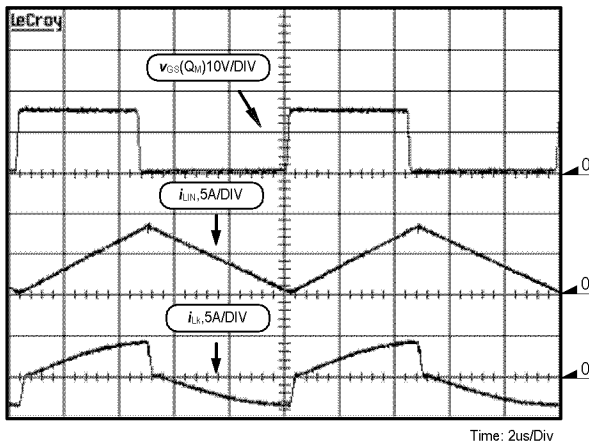 LeCroy
vGS(QM)10V/DIV
0
iLIN,5A/DIV
0
iLk,5A/DIV
0
Time: 2us/Div